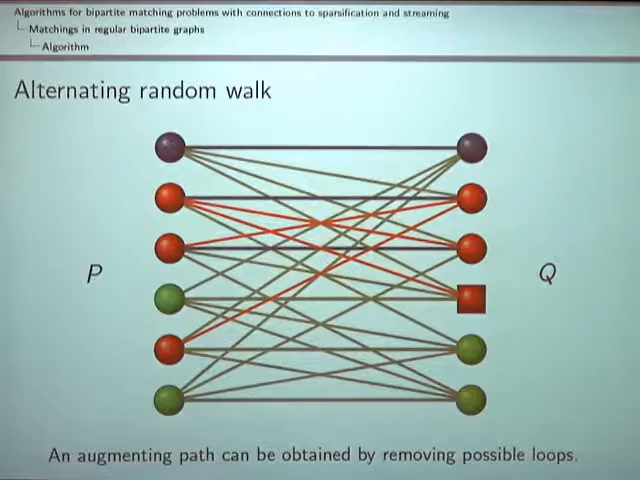 Algorithms for bipartite matching problems with connections to sparsification and streaming
Matchings in regular bipartite graphs
Algorithm
Alternating random walk
P
Q
An augmenting path can be obtained by removing possible loops.